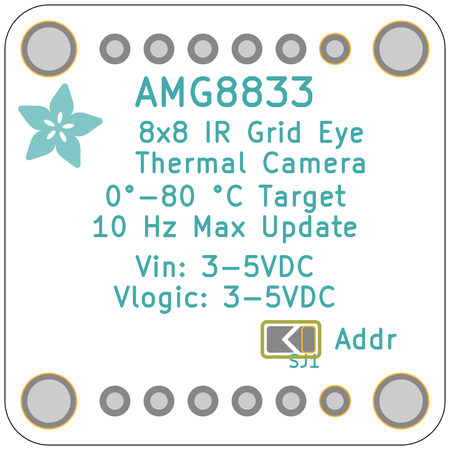 AMG8833
8x8 IR Grid Eye
Thermal Camera
0°–80 °C Target
10 Hz Max Update
Vin: 3–5VDC
Vlogic: 3–5VDC
Addr
SJ1